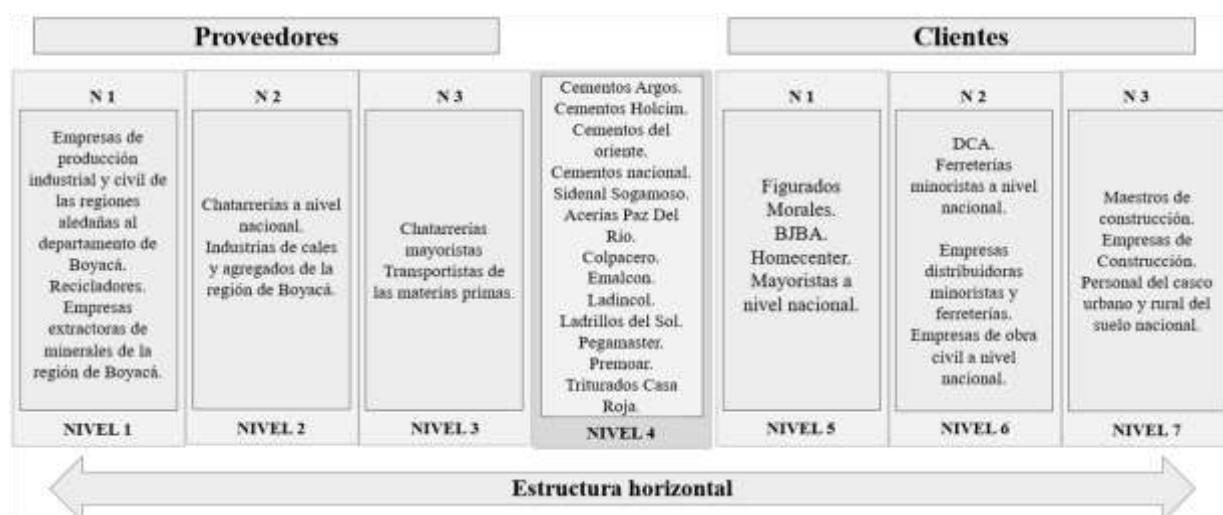 Proveedores
Clientes
N 1
Empresas de
producción
industrial y civil de
las regiones
aledañas al
departamento de
Boyacá.
Recicladores.
Empresas
extractoras de
minerales de la
región de Boyacá.
NIVEL 1
N 2
Chatarrerías a nivel
nacional.
Industrias de cales
y agregados de la
región de Boyacá.
NIVEL 2
N 3
Chatarrerías
mayoristas
Transportistas de
las materias primas.
NIVEL 3
Cementos Argos.
Cementos Holcim.
Cementos del
oriente.
Cementos nacional.
Sidenal Sogamoso.
Acerías Paz Del
Río.
Colpacero.
Emalcon.
Ladincol.
Ladrillos del Sol.
Pegamaster.
Premoar.
Triturados Casa
Roja.
NIVEL 4
N 1
Figurados
Morales.
BJBA.
Homecenter.
Mayoristas a
nivel nacional.
NIVEL 5
N 2
DCA.
Ferreterías
minoristas a nivel
nacional.
Empresas
distribuidoras
minoristas y
ferreterías.
Empresas de obra
civil a nivel
nacional.
NIVEL 6
N 3
Maestros de
construcción.
Empresas de
Construcción.
Personal del casco
urbano y rural del
suelo nacional.
NIVEL 7
Estructura horizontal